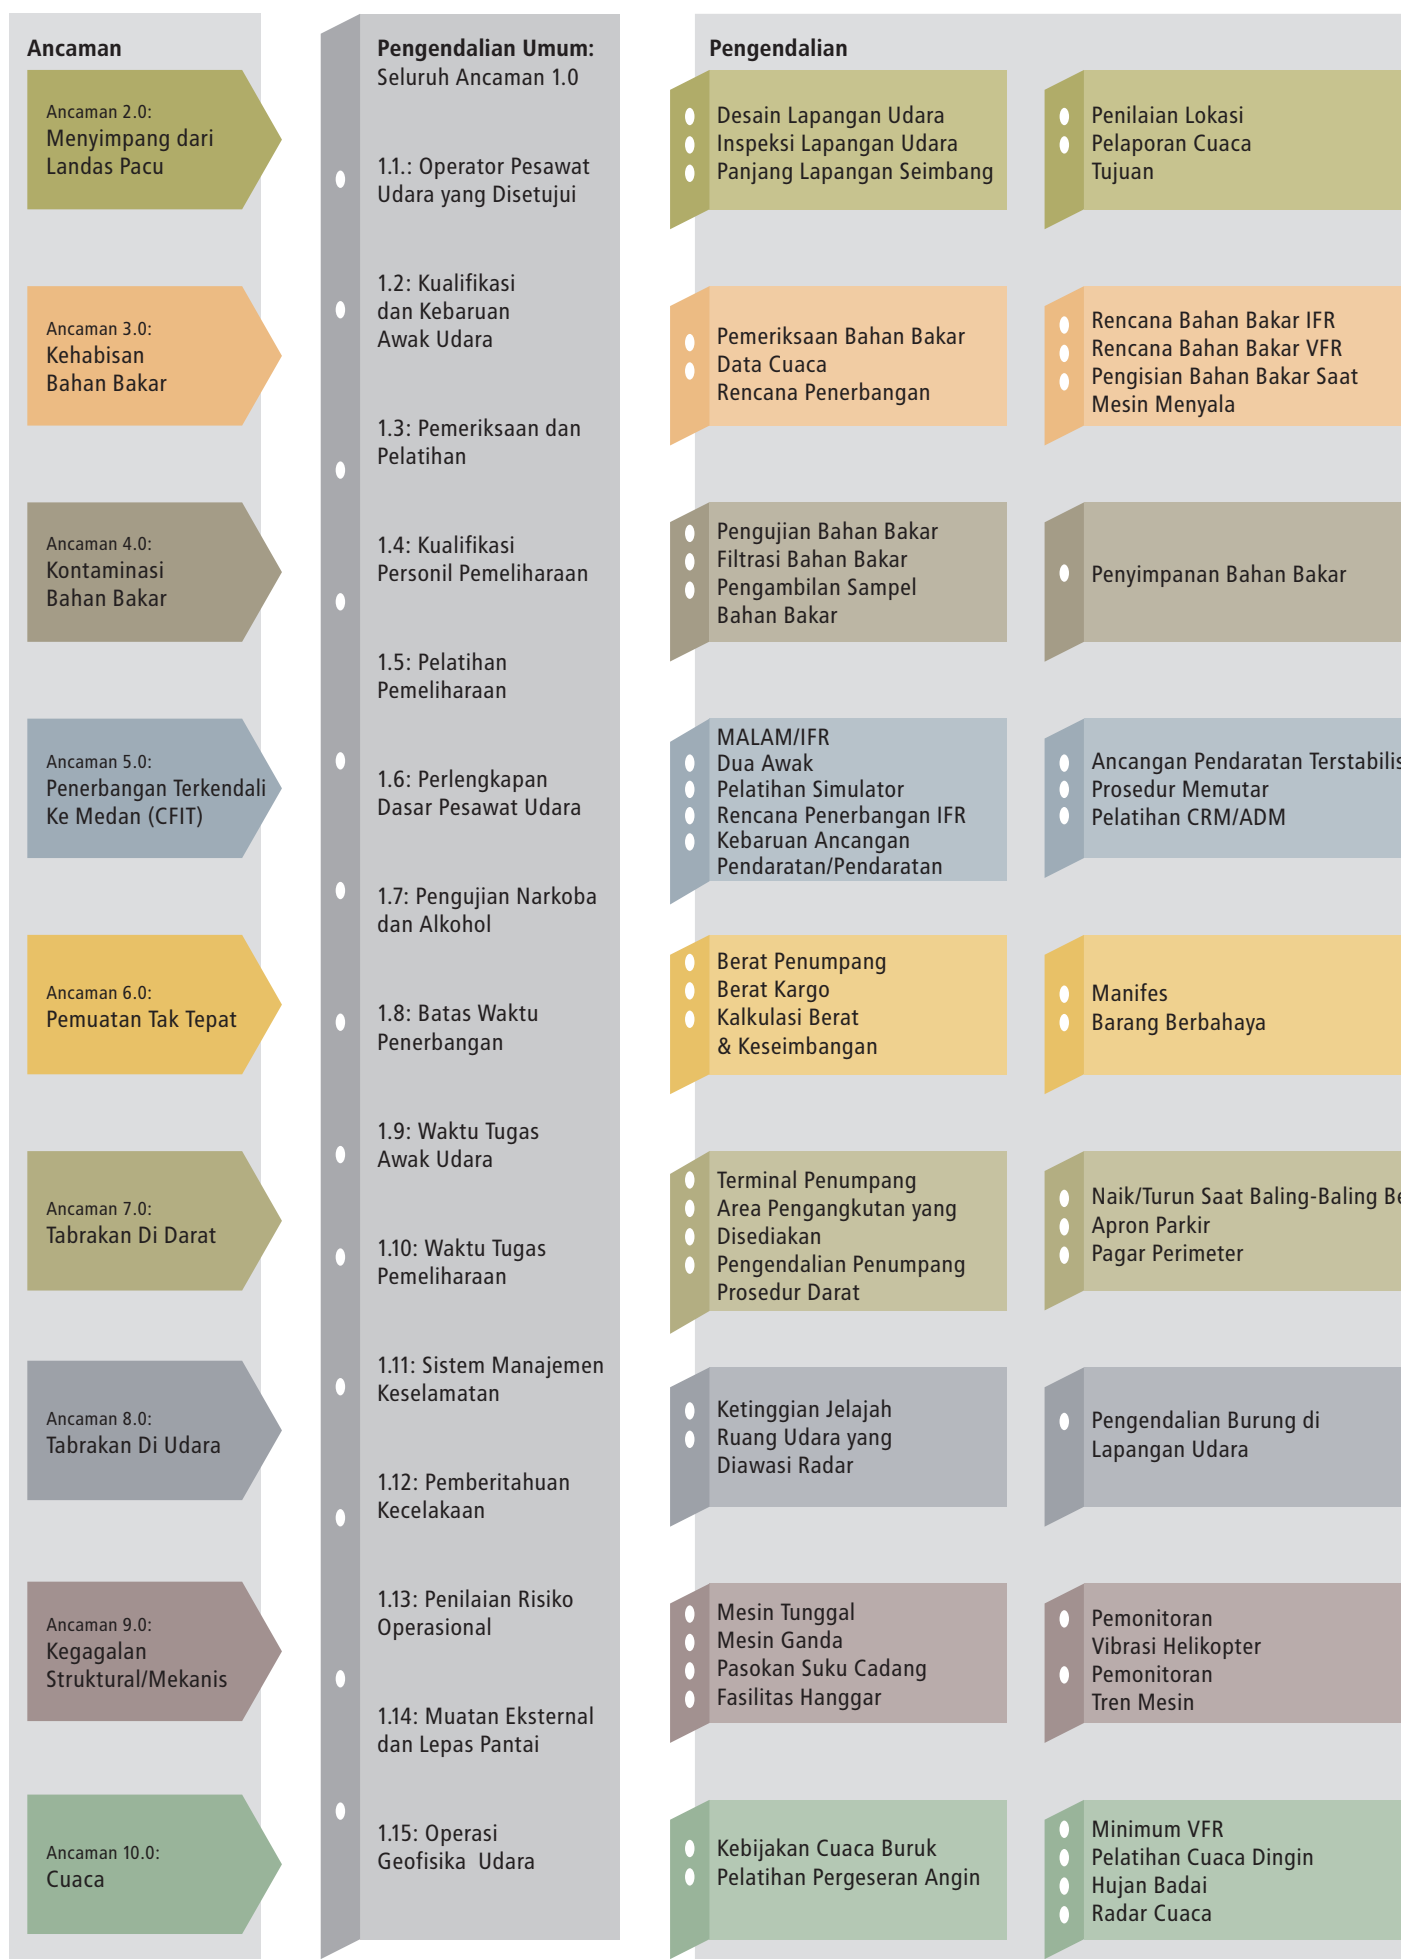 Ancaman
Ancaman 2.0:
Menyimpang dari
Landas Pacu
Ancaman 3.0:
Kehabisan
Bahan Bakar
Ancaman 4.0:
Kontaminasi
Bahan Bakar
Ancaman 5.0:
Penerbangan Terkendali
Ke Medan (CFIT)
Ancaman 6.0:
Pemuatan Tak Tepat
Ancaman 7.0:
Tabrakan Di Darat
Ancaman 8.0:
Tabrakan Di Udara
Ancaman 9.0:
Kegagalan
Struktural/Mekanis
Ancaman 10.0:
Cuaca
Pengendalian Umum:
Seluruh Ancaman 1.0
1.1.: Operator Pesawat
Udara yang Disetujui
1.2: Kualifikasi
dan Kebaruan
Awak Udara
1.3: Pemeriksaan dan
Pelatihan
1.4: Kualifikasi
Personil Pemeliharaan
1.5: Pelatihan
Pemeliharaan
1.6: Perlengkapan
Dasar Pesawat Udara
1.7: Pengujian Narkoba
dan Alkohol
1.8: Batas Waktu
Penerbangan
1.9: Waktu Tugas
Awak Udara
1.10: Waktu Tugas
Pemeliharaan
1.11: Sistem Manajemen
Keselamatan
1.12: Pemberitahuan
Kecelakaan
1.13: Penilaian Risiko
Operasional
1.14: Muatan Eksternal
dan Lepas Pantai
1.15: Operasi
Geofisika Udara
Pengendalian
Desain Lapangan Udara
Inspeksi Lapangan Udara
Panjang Lapangan Seimbang
Penilaian Lokasi
Pelaporan Cuaca
Tujuan
Pemeriksaan Bahan Bakar
Data Cuaca
Rencana Penerbangan
Rencana Bahan Bakar IFR
Rencana Bahan Bakar VFR
Pengisian Bahan Bakar Saat
Mesin Menyala
Pengujian Bahan Bakar
Filtrasi Bahan Bakar
Pengambilan Sampel
Bahan Bakar
Penyimpanan Bahan Bakar
MALAM/IFR
Dua Awak
Pelatihan Simulator
Rencana Penerbangan IFR
Kebaruan Ancangan
Pendaratan/Pendaratan
Ancangan Pendaratan Terstabilis
Prosedur Memutar
Pelatihan CRM/ADM
Berat Penumpang
Berat Kargo
Kalkulasi Berat
& Keseimbangan
Manifes
Barang Berbahaya
Terminal Penumpang
Area Pengangkutan yang
Disediakan
Pengendalian Penumpang
Prosedur Darat
Naik/Turun Saat Baling-Baling Be
Apron Parkir
Pagar Perimeter
Ketinggian Jelajah
Ruang Udara yang
Diawasi Radar
Pengendalian Burung di
Lapangan Udara
Mesin Tunggal
Mesin Ganda
Pasokan Suku Cadang
Fasilitas Hanggar
Pemonitoran
Vibrasi Helikopter
Pemonitoran
Tren Mesin
Kebijakan Cuaca Buruk
Pelatihan Pergeseran Angin
Minimum VFR
Pelatihan Cuaca Dingin
Hujan Badai
Radar Cuaca